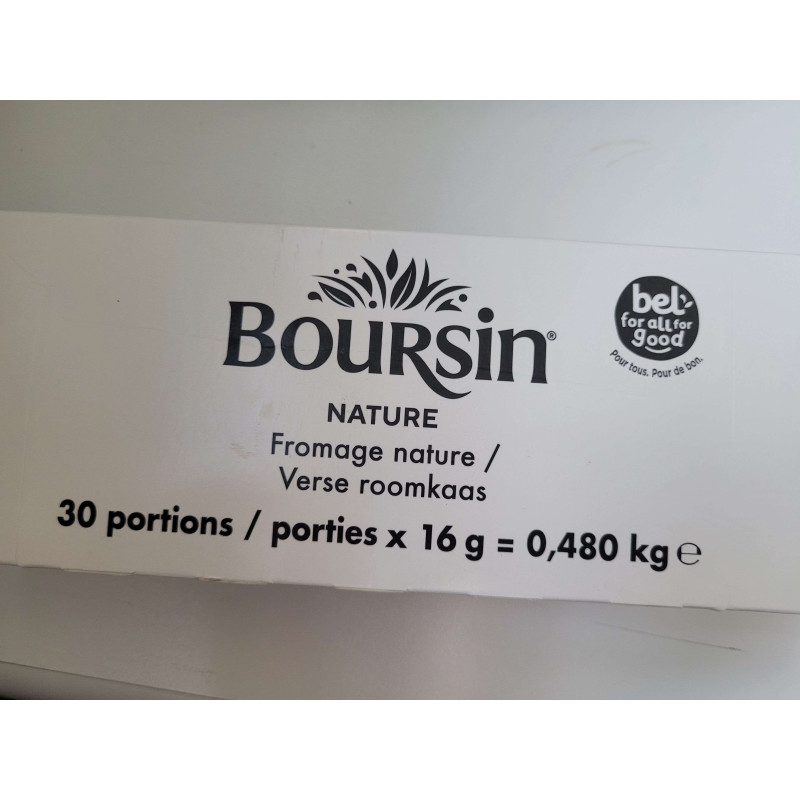 BOURSIN®
NATURE
Fromage nature /
Verse roomkaas
30 portions / porties x 16 g = 0,480 kg ℮
bel
for all for
good
Pour tous. Pour de bon.